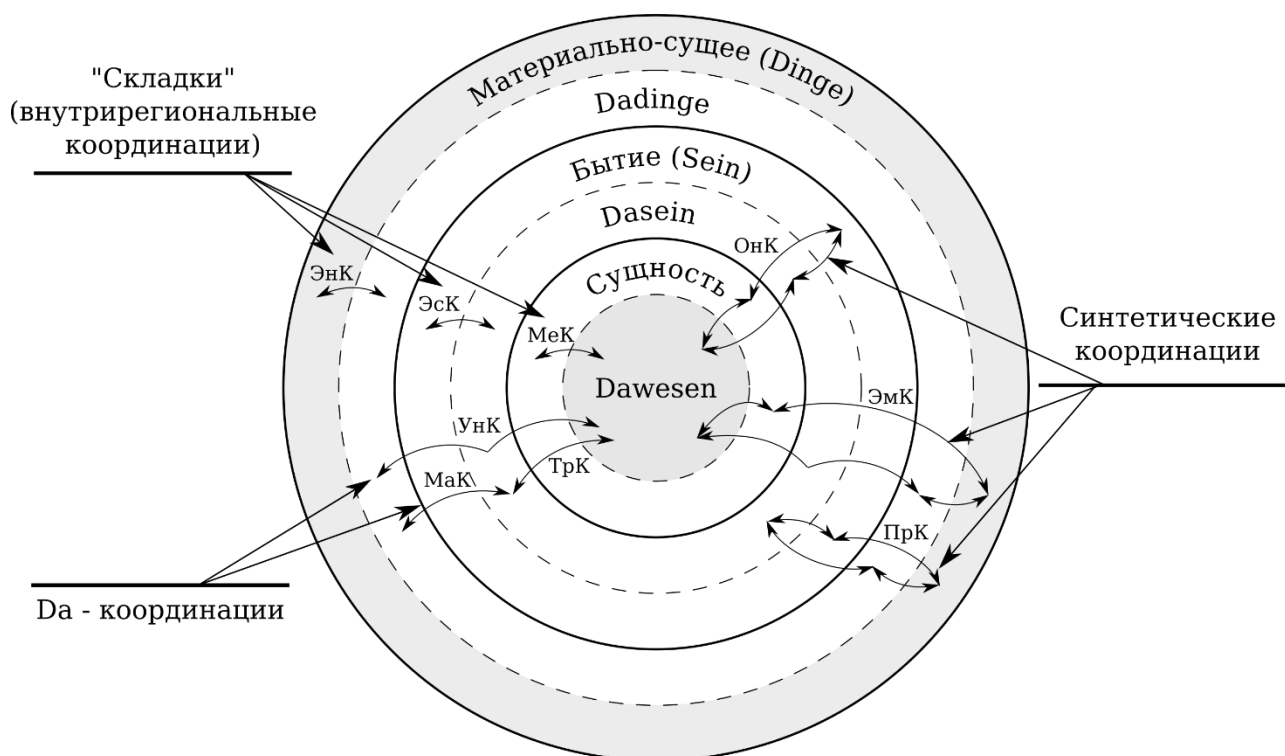 Материально-сущее (Dinge)
Dadinge
Бытие (Sein)
Dasein
Сущность
Dawesen
"Складки"
(внутрирегиональные
координации)
ЭнК
ЭсК
МеК
ОнК
Синтетические
координации
ЭмК
УнК
ТрК
МаК
ПрК
Da - координации